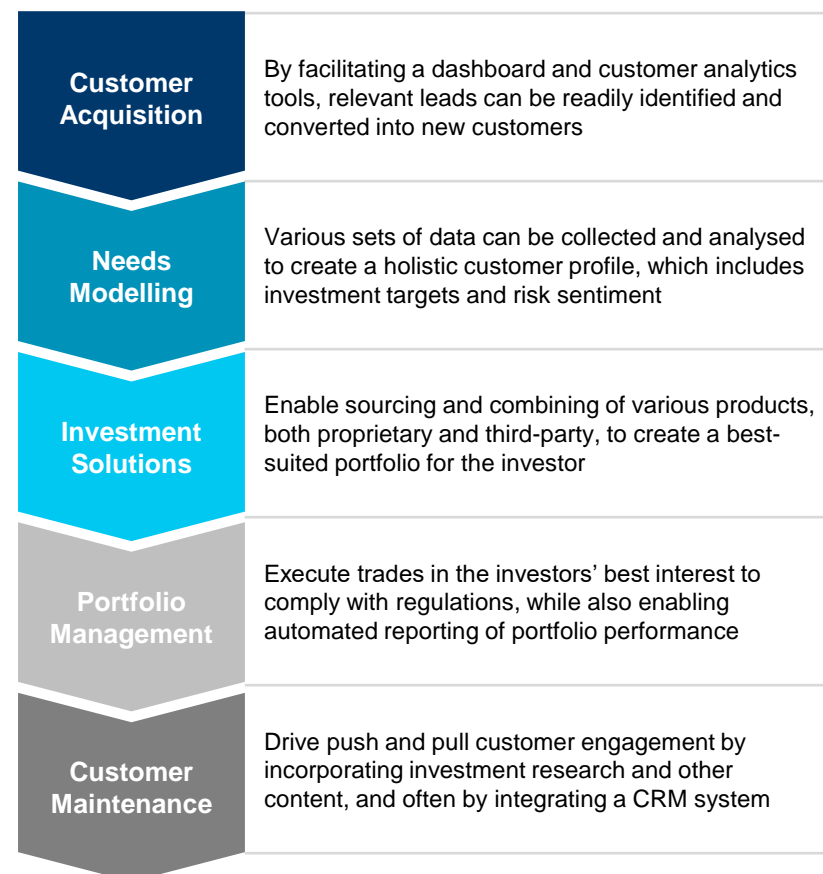 Customer
Acquisition
By facilitating a dashboard and customer analytics
tools, relevant leads can be readily identified and
converted into new customers
Needs
Modelling
Various sets of data can be collected and analysed
to create a holistic customer profile, which includes
investment targets and risk sentiment
Investment
Solutions
Enable sourcing and combining of various products,
both proprietary and third-party, to create a best-
suited portfolio for the investor
Portfolio
Management
Execute trades in the investors’ best interest to
comply with regulations, while also enabling
automated reporting of portfolio performance
Customer
Maintenance
Drive push and pull customer engagement by
incorporating investment research and other
content, and often by integrating a CRM system